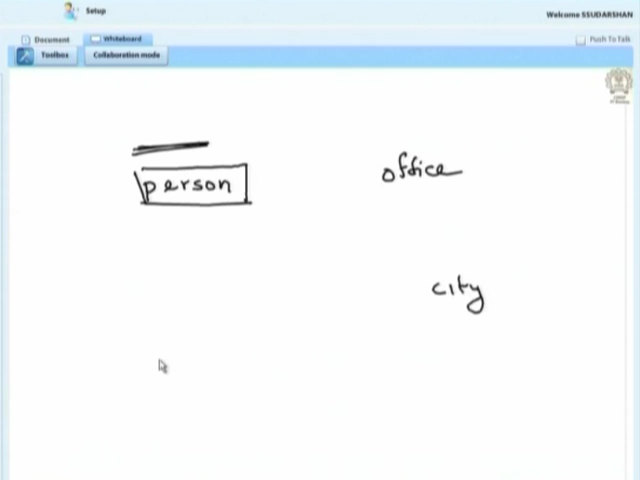 Setup
Welcome SSUDARSHAN
Document Whiteboard
Push To Talk
Toolbox Collaboration mode
person office
city